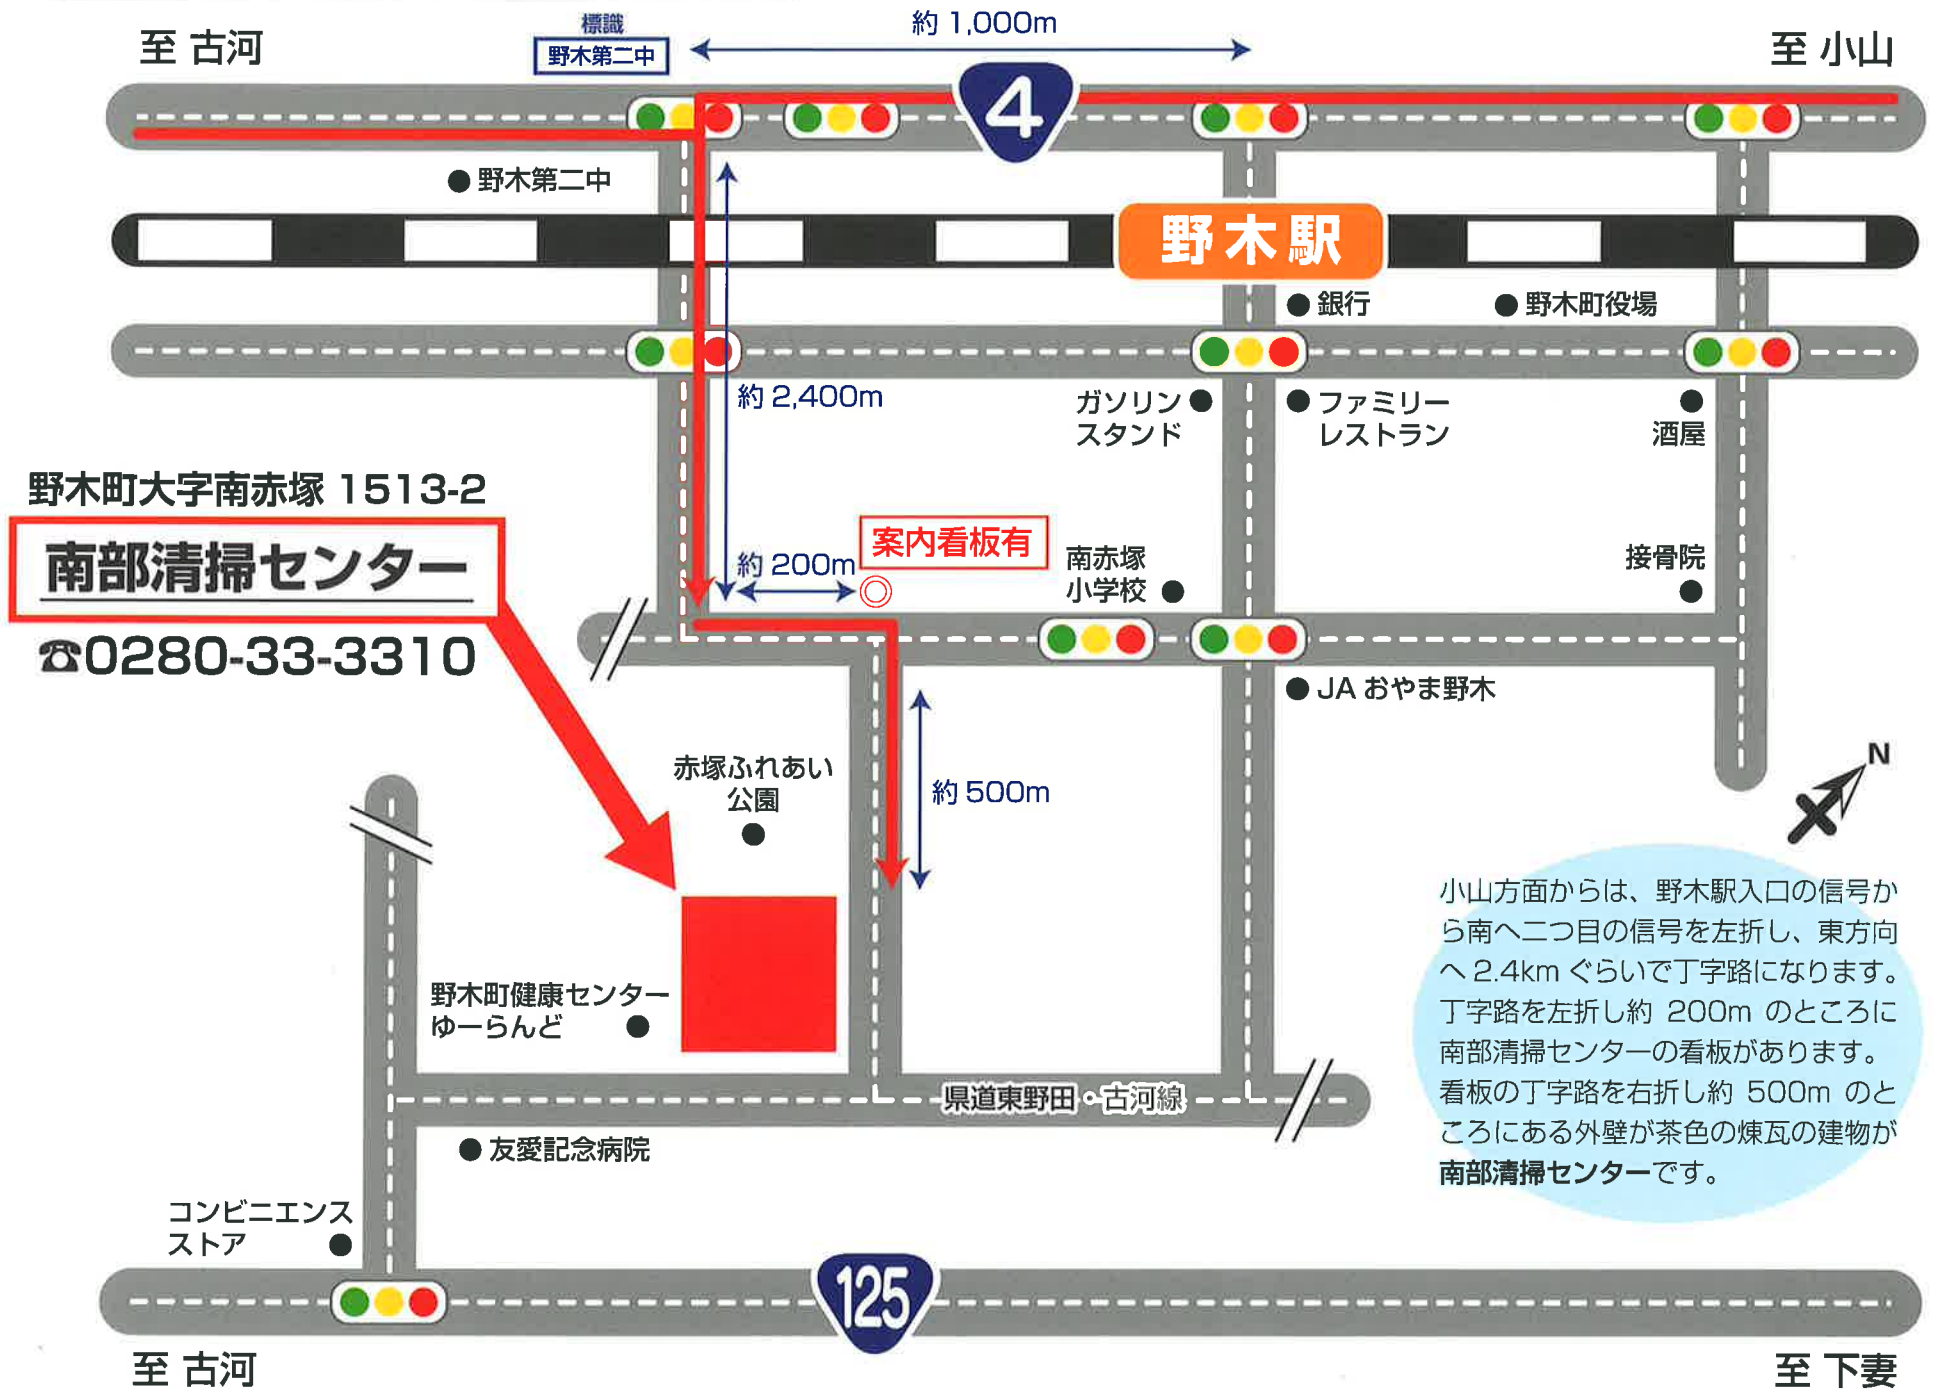 至 古河
標識
野木第二中
約 1,000m
至 小山
4
野木第二中
野木駅
銀行
野木町役場
約 2,400m
ガソリン
スタンド
ファミリー
レストラン
酒屋
野木町大字南赤塚 1513-2
南部清掃センター
☎0280-33-3310
約 200m
案内看板有
南赤塚
小学校
接骨院
JA おやま野木
赤塚ふれあい
公園
約 500m
N
野木町健康センター
ゆーらんど
小山方面からは、野木駅入口の信号か
ら南へ二つ目の信号を左折し、東方向
へ 2.4km ぐらいで丁字路になります。
丁字路を左折し約 200m のところに
南部清掃センターの看板があります。
看板の丁字路を右折し約 500m のと
ころにある外壁が茶色の煉瓦の建物が
南部清掃センターです。
県道東野田・古河線
友愛記念病院
コンビニエンス
ストア
125
至 古河
至 下妻